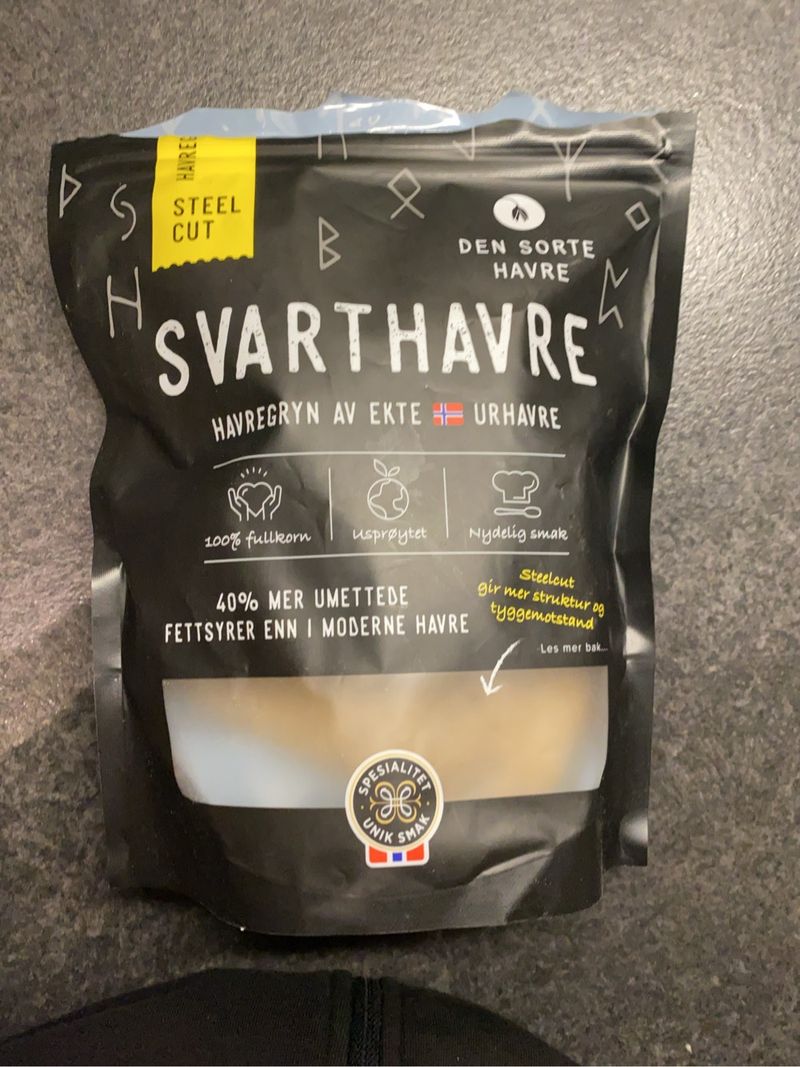 HAVREG
STEEL
CUT
DEN SORTE
HAVRE
SVARTHAVRE
HAVREGRYN AV EKTE URHAVRE
100% fullkorn
usprøytet
Nydelig smak
40% MER UMETTEDE
FETTSYRER ENN I MODERNE HAVRE
Steelcut
gir mer struktur og
tyggemotstand
Les mer bak...
SPESIALITET
UNIK SMAK